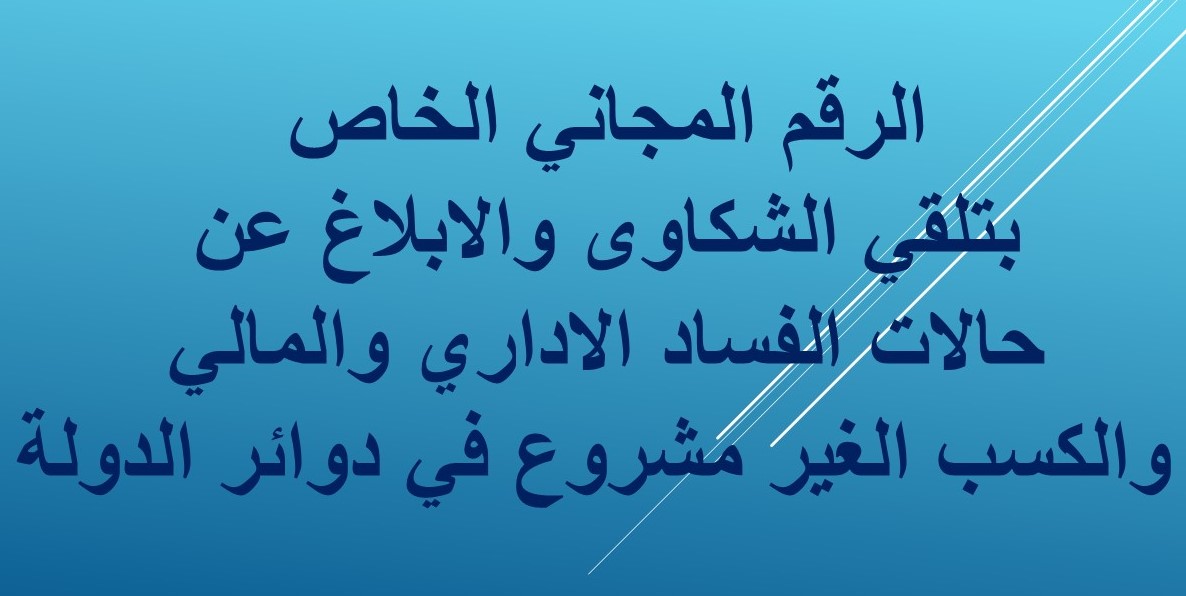 الرقم المجاني الخاص
بتلقي الشكاوى والابلاغ عن
حالات الفساد الاداري والمالي
والكسب الغير مشروع في دوائر الدولة